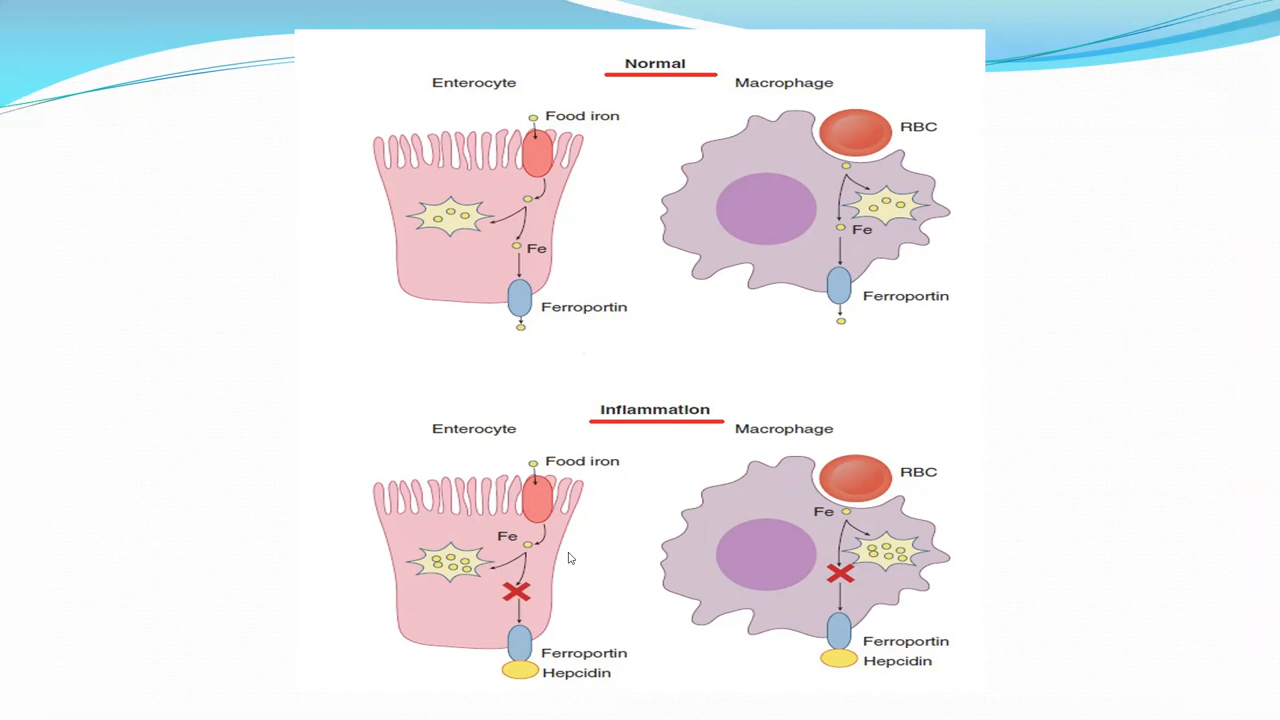 Normal
Enterocyte
Macrophage
Food iron
RBC
Fe
Fe
Ferroportin
Ferroportin
Inflammation
Enterocyte
Macrophage
Food iron
RBC
Fe
Fe
Ferroportin
Hepcidin
Ferroportin
Hepcidin